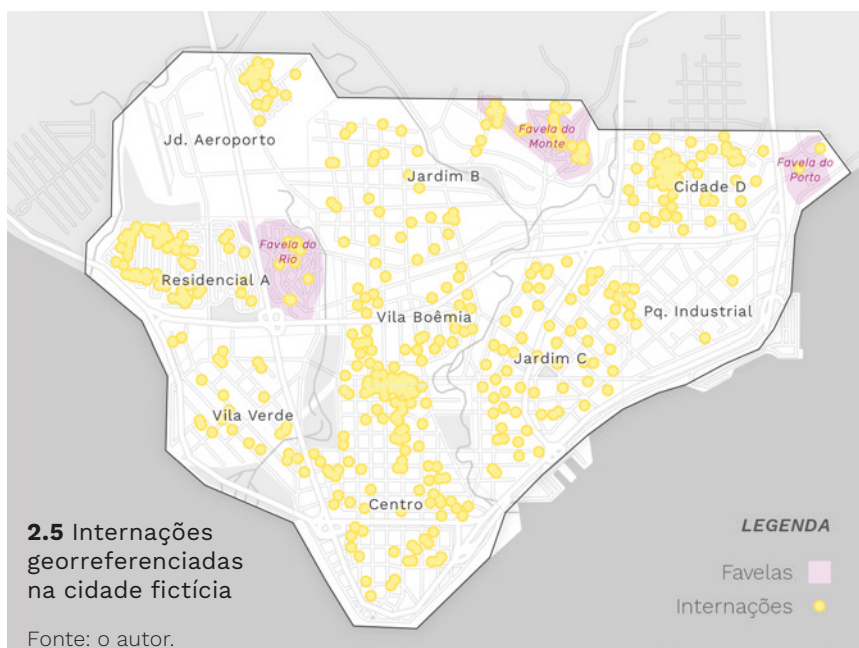 Jd. Aeroporto
Jardim B
Favela do
Monte
Cidade D
Favela do
Porto
Favela do
Rio
Residencial A
Vila Boêmia
Pq. Industrial
Jardim C
Vila Verde
Centro
2.5 Internações
georreferenciadas
na cidade fictícia
Fonte: o autor.
LEGENDA
Favelas
Internações